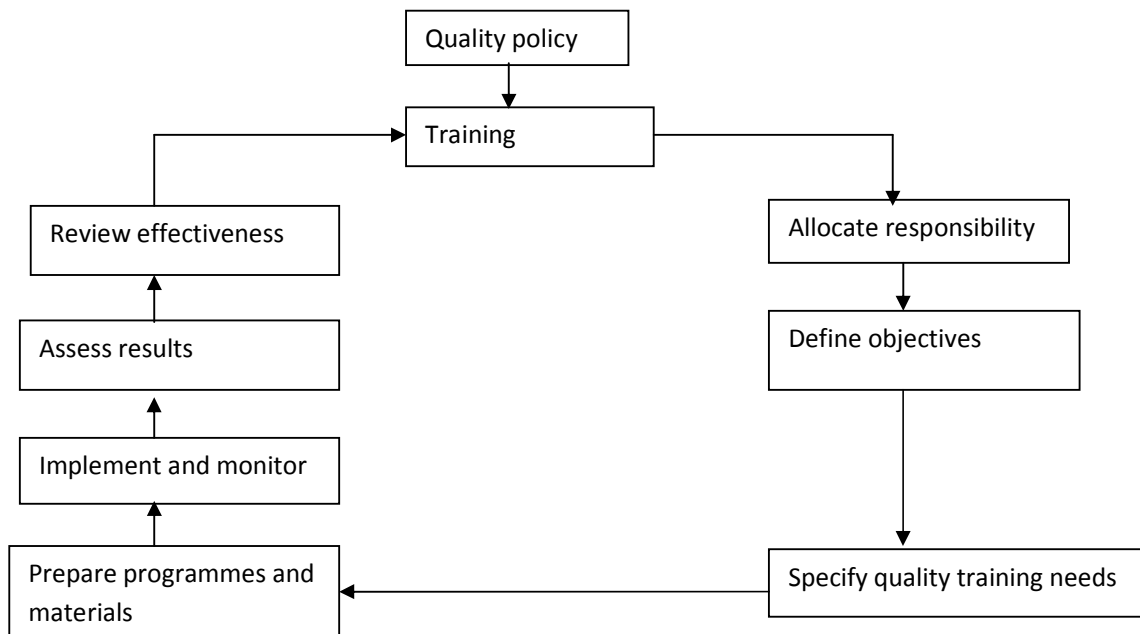 Quality policy
Training
Allocate responsibility
Define objectives
Specify quality training needs
Prepare programmes and
materials
Implement and monitor
Assess results
Review effectiveness